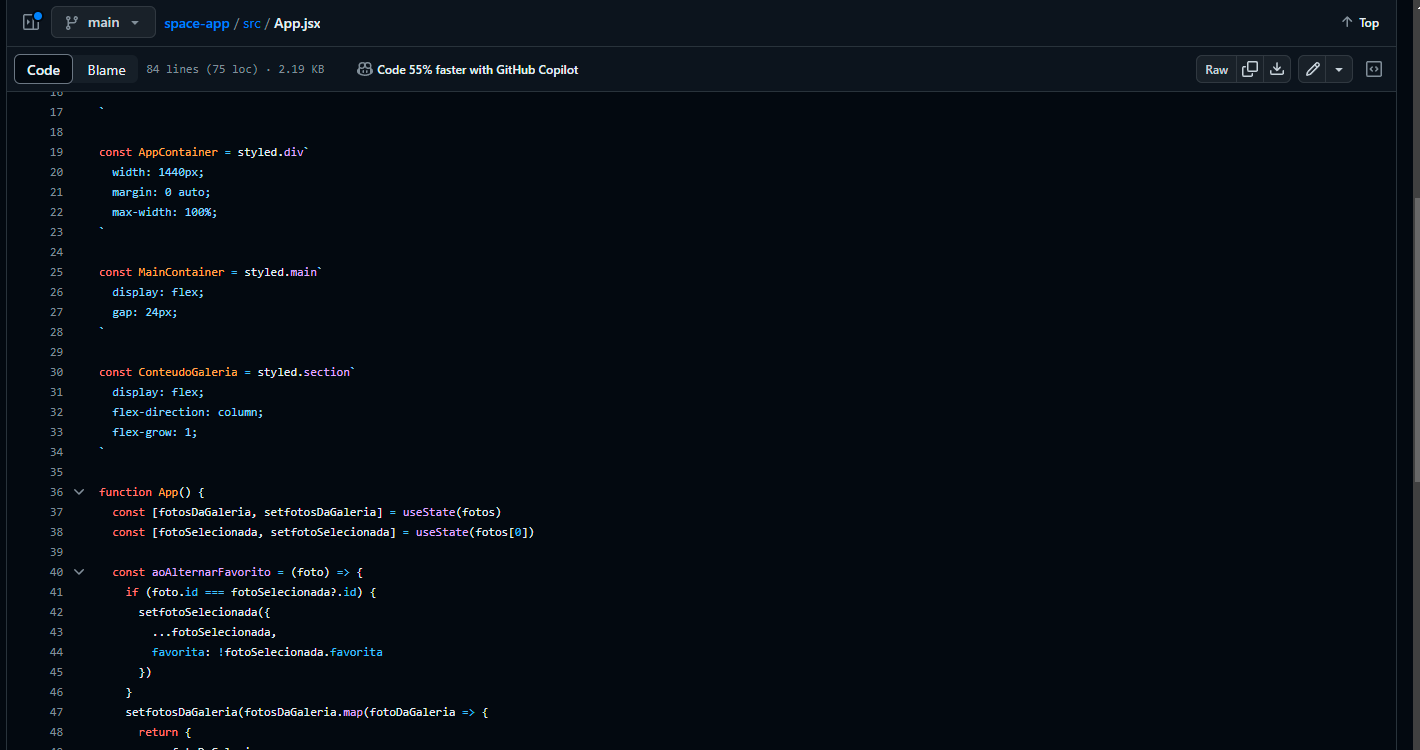 main
space-app / src / App.jsx
Top
Code
Blame
84 lines (75 loc) · 2.19 KB
Code 55% faster with GitHub Copilot
Raw
16
17 `
18
19 const AppContainer = styled.div`
20 width: 1440px;
21 margin: 0 auto;
22 max-width: 100%;
23 `
24
25 const MainContainer = styled.main`
26 display: flex;
27 gap: 24px;
28 `
29
30 const ConteudoGaleria = styled.section`
31 display: flex;
32 flex-direction: column;
33 flex-grow: 1;
34 `
35
36 function App() {
37 const [fotosDaGaleria, setfotosDaGaleria] = useState(fotos)
38 const [fotoSelecionada, setfotoSelecionada] = useState(fotos[0])
39
40 const aoAlternarFavorito = (foto) => {
41 if (foto.id === fotoSelecionada?.id) {
42 setfotoSelecionada({
43 ...fotoSelecionada,
44 favorita: !fotoSelecionada.favorita
45 })
46 }
47 setfotosDaGaleria(fotosDaGaleria.map(fotoDaGaleria => {
48 return {